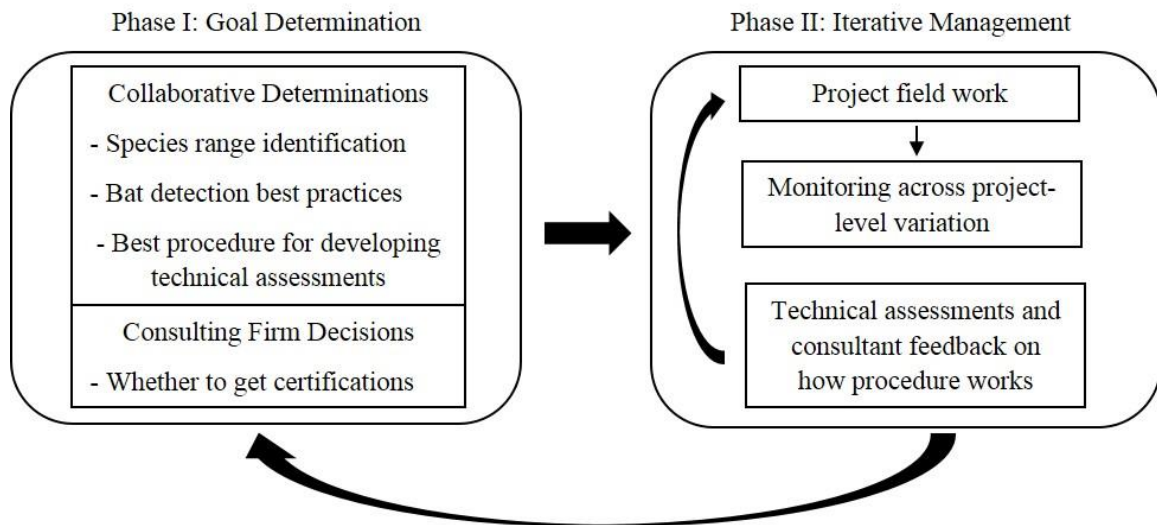 Phase I: Goal Determination
Collaborative Determinations
- Species range identification
- Bat detection best practices
- Best procedure for developing
technical assessments
Consulting Firm Decisions
- Whether to get certifications
Phase II: Iterative Management
Project field work
Monitoring across project-
level variation
Technical assessments and
consultant feedback on
how procedure works